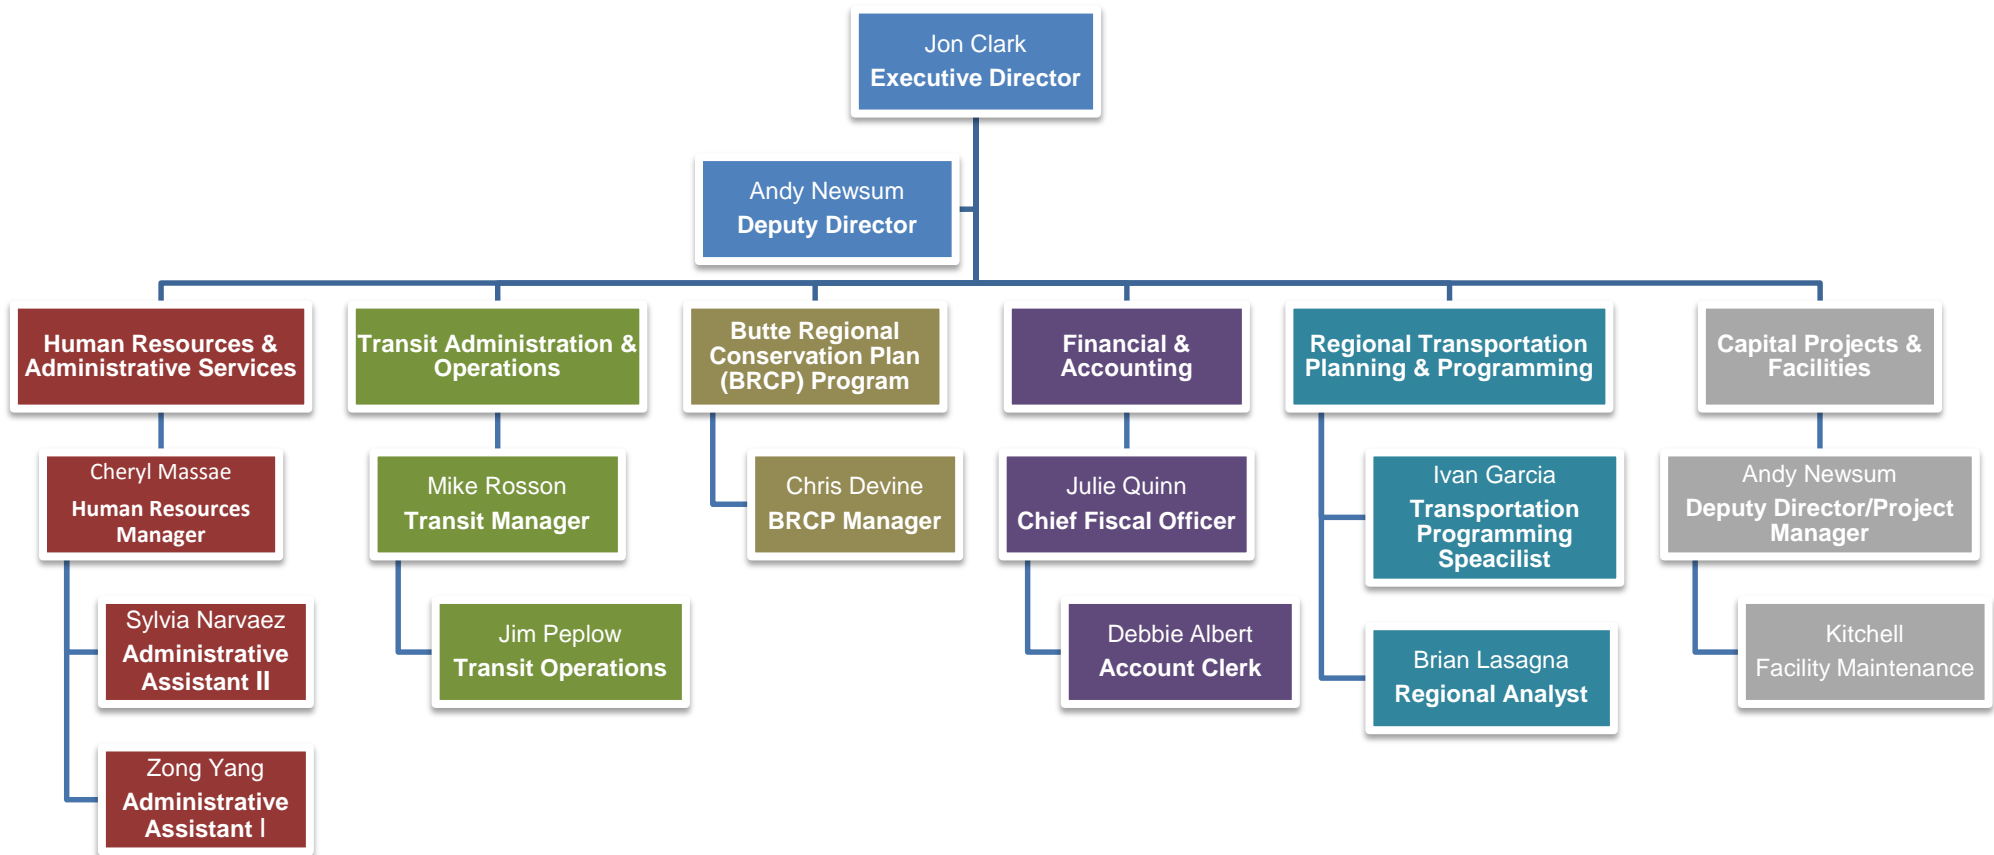 Jon Clark
Executive Director
Andy Newsum
Deputy Director
Human Resources &
Administrative Services
Transit Administration &
Operations
Butte Regional
Conservation Plan
(BRCP) Program
Financial &
Accounting
Regional Transportation
Planning & Programming
Capital Projects &
Facilities
Cheryl Massae
Human Resources
Manager
Mike Rosson
Transit Manager
Chris Devine
BRCP Manager
Julie Quinn
Chief Fiscal Officer
Ivan Garcia
Transportation
Programming
Speacilist
Andy Newsum
Deputy Director/Project
Manager
Sylvia Narvaez
Administrative
Assistant II
Jim Peplow
Transit Operations
Debbie Albert
Account Clerk
Brian Lasagna
Regional Analyst
Kitchell
Facility Maintenance
Zong Yang
Administrative
Assistant I